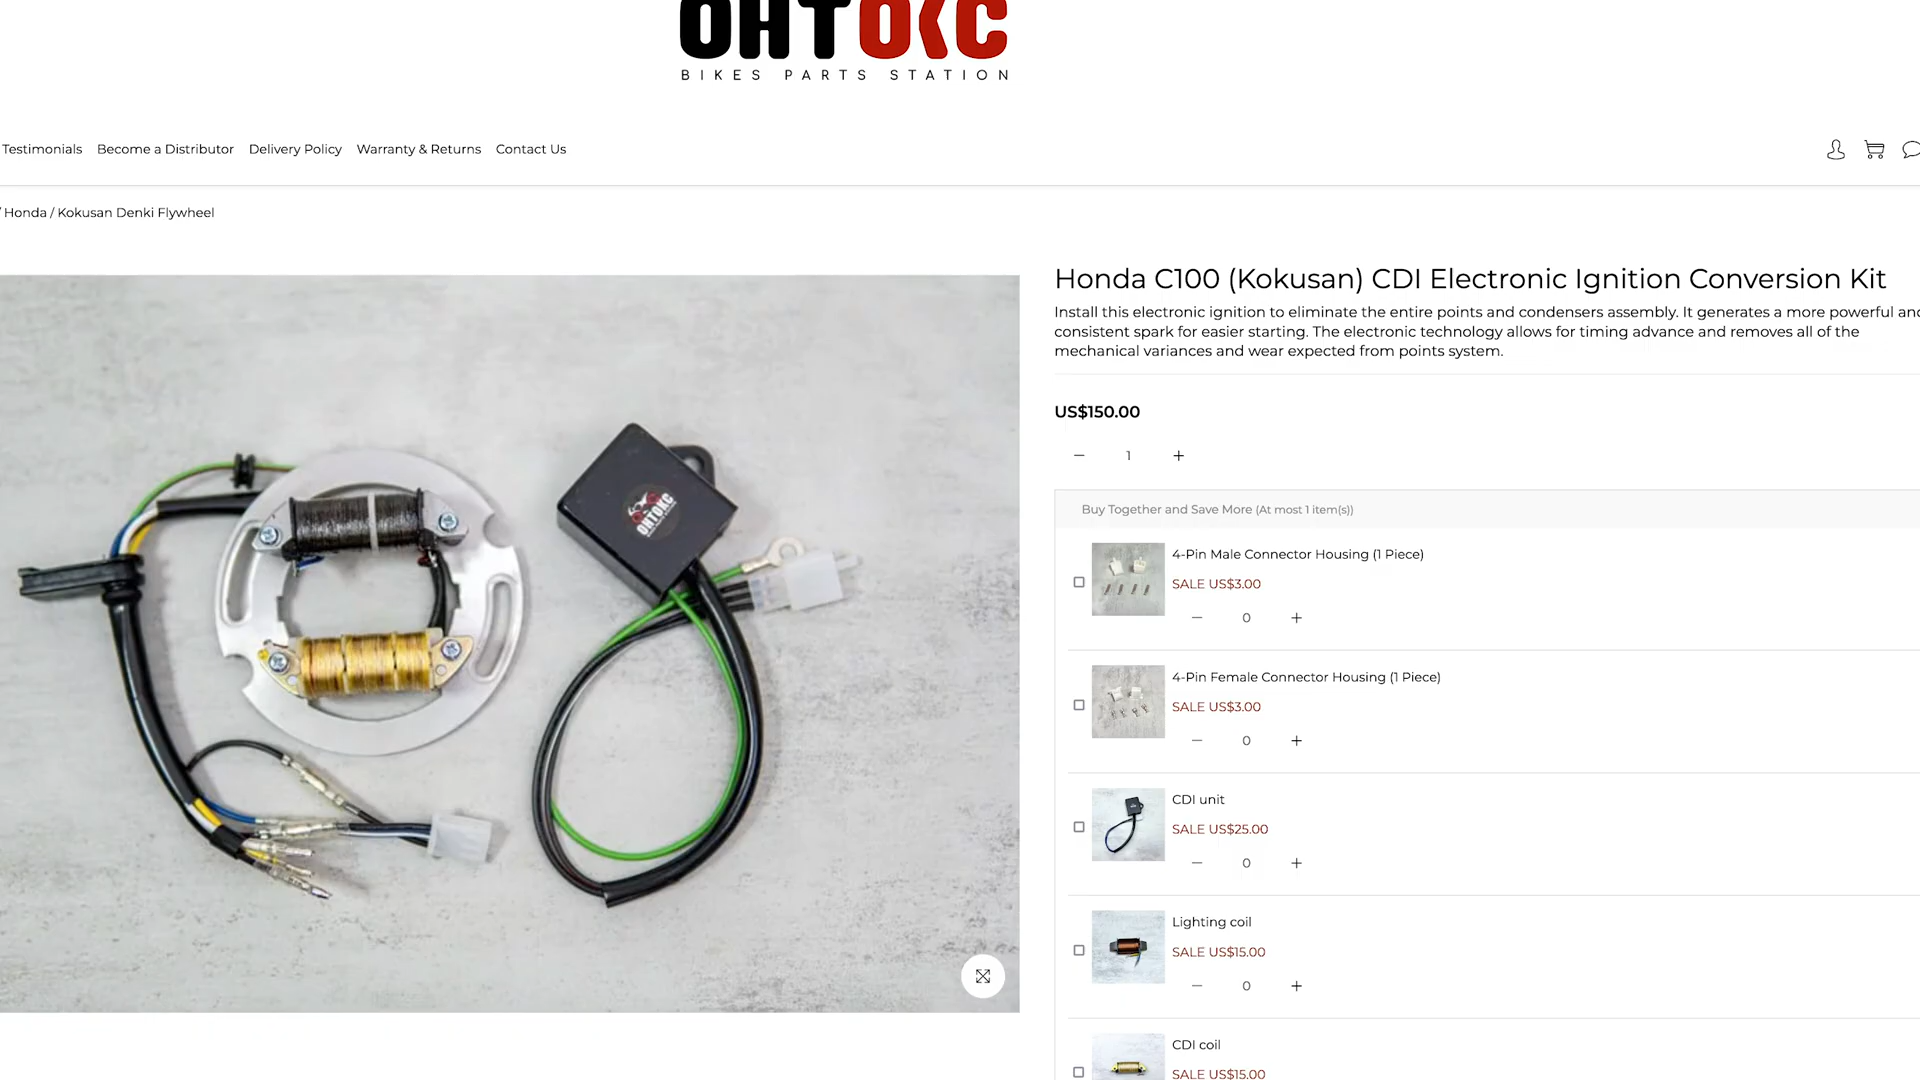 OHTOKC
BIKES PARTS STATION
Testimonials Become a Distributor Delivery Policy Warranty & Returns Contact Us
/ Honda / Kokusan Denki Flywheel
Honda C100 (Kokusan) CDI Electronic Ignition Conversion Kit
Install this electronic ignition to eliminate the entire points and condensers assembly. It generates a more powerful and
consistent spark for easier starting. The electronic technology allows for timing advance and removes all of the
mechanical variances and wear expected from points system.
US$150.00
− 1 +
Buy Together and Save More (At most 1 item(s))
4-Pin Male Connector Housing (1 Piece)
SALE US$3.00
− 0 +
4-Pin Female Connector Housing (1 Piece)
SALE US$3.00
− 0 +
CDI unit
SALE US$25.00
− 0 +
Lighting coil
SALE US$15.00
− 0 +
CDI coil
SALE US$15.00
OHTOKC